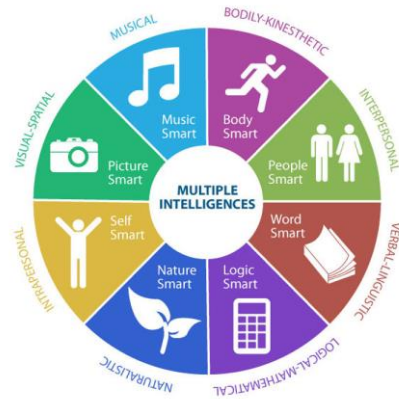 MUSICAL
BODILY-KINESTHETIC
VISUAL-SPATIAL
INTERPERSONAL
Music
Smart
Body
Smart
Picture
Smart
People
Smart
MULTIPLE
INTELLIGENCES
Self
Smart
Word
Smart
Nature
Smart
Logic
Smart
INTRAPERSONAL
VERBAL-LINGUISTIC
NATURALISTIC
LOGICAL-MATHEMATICAL